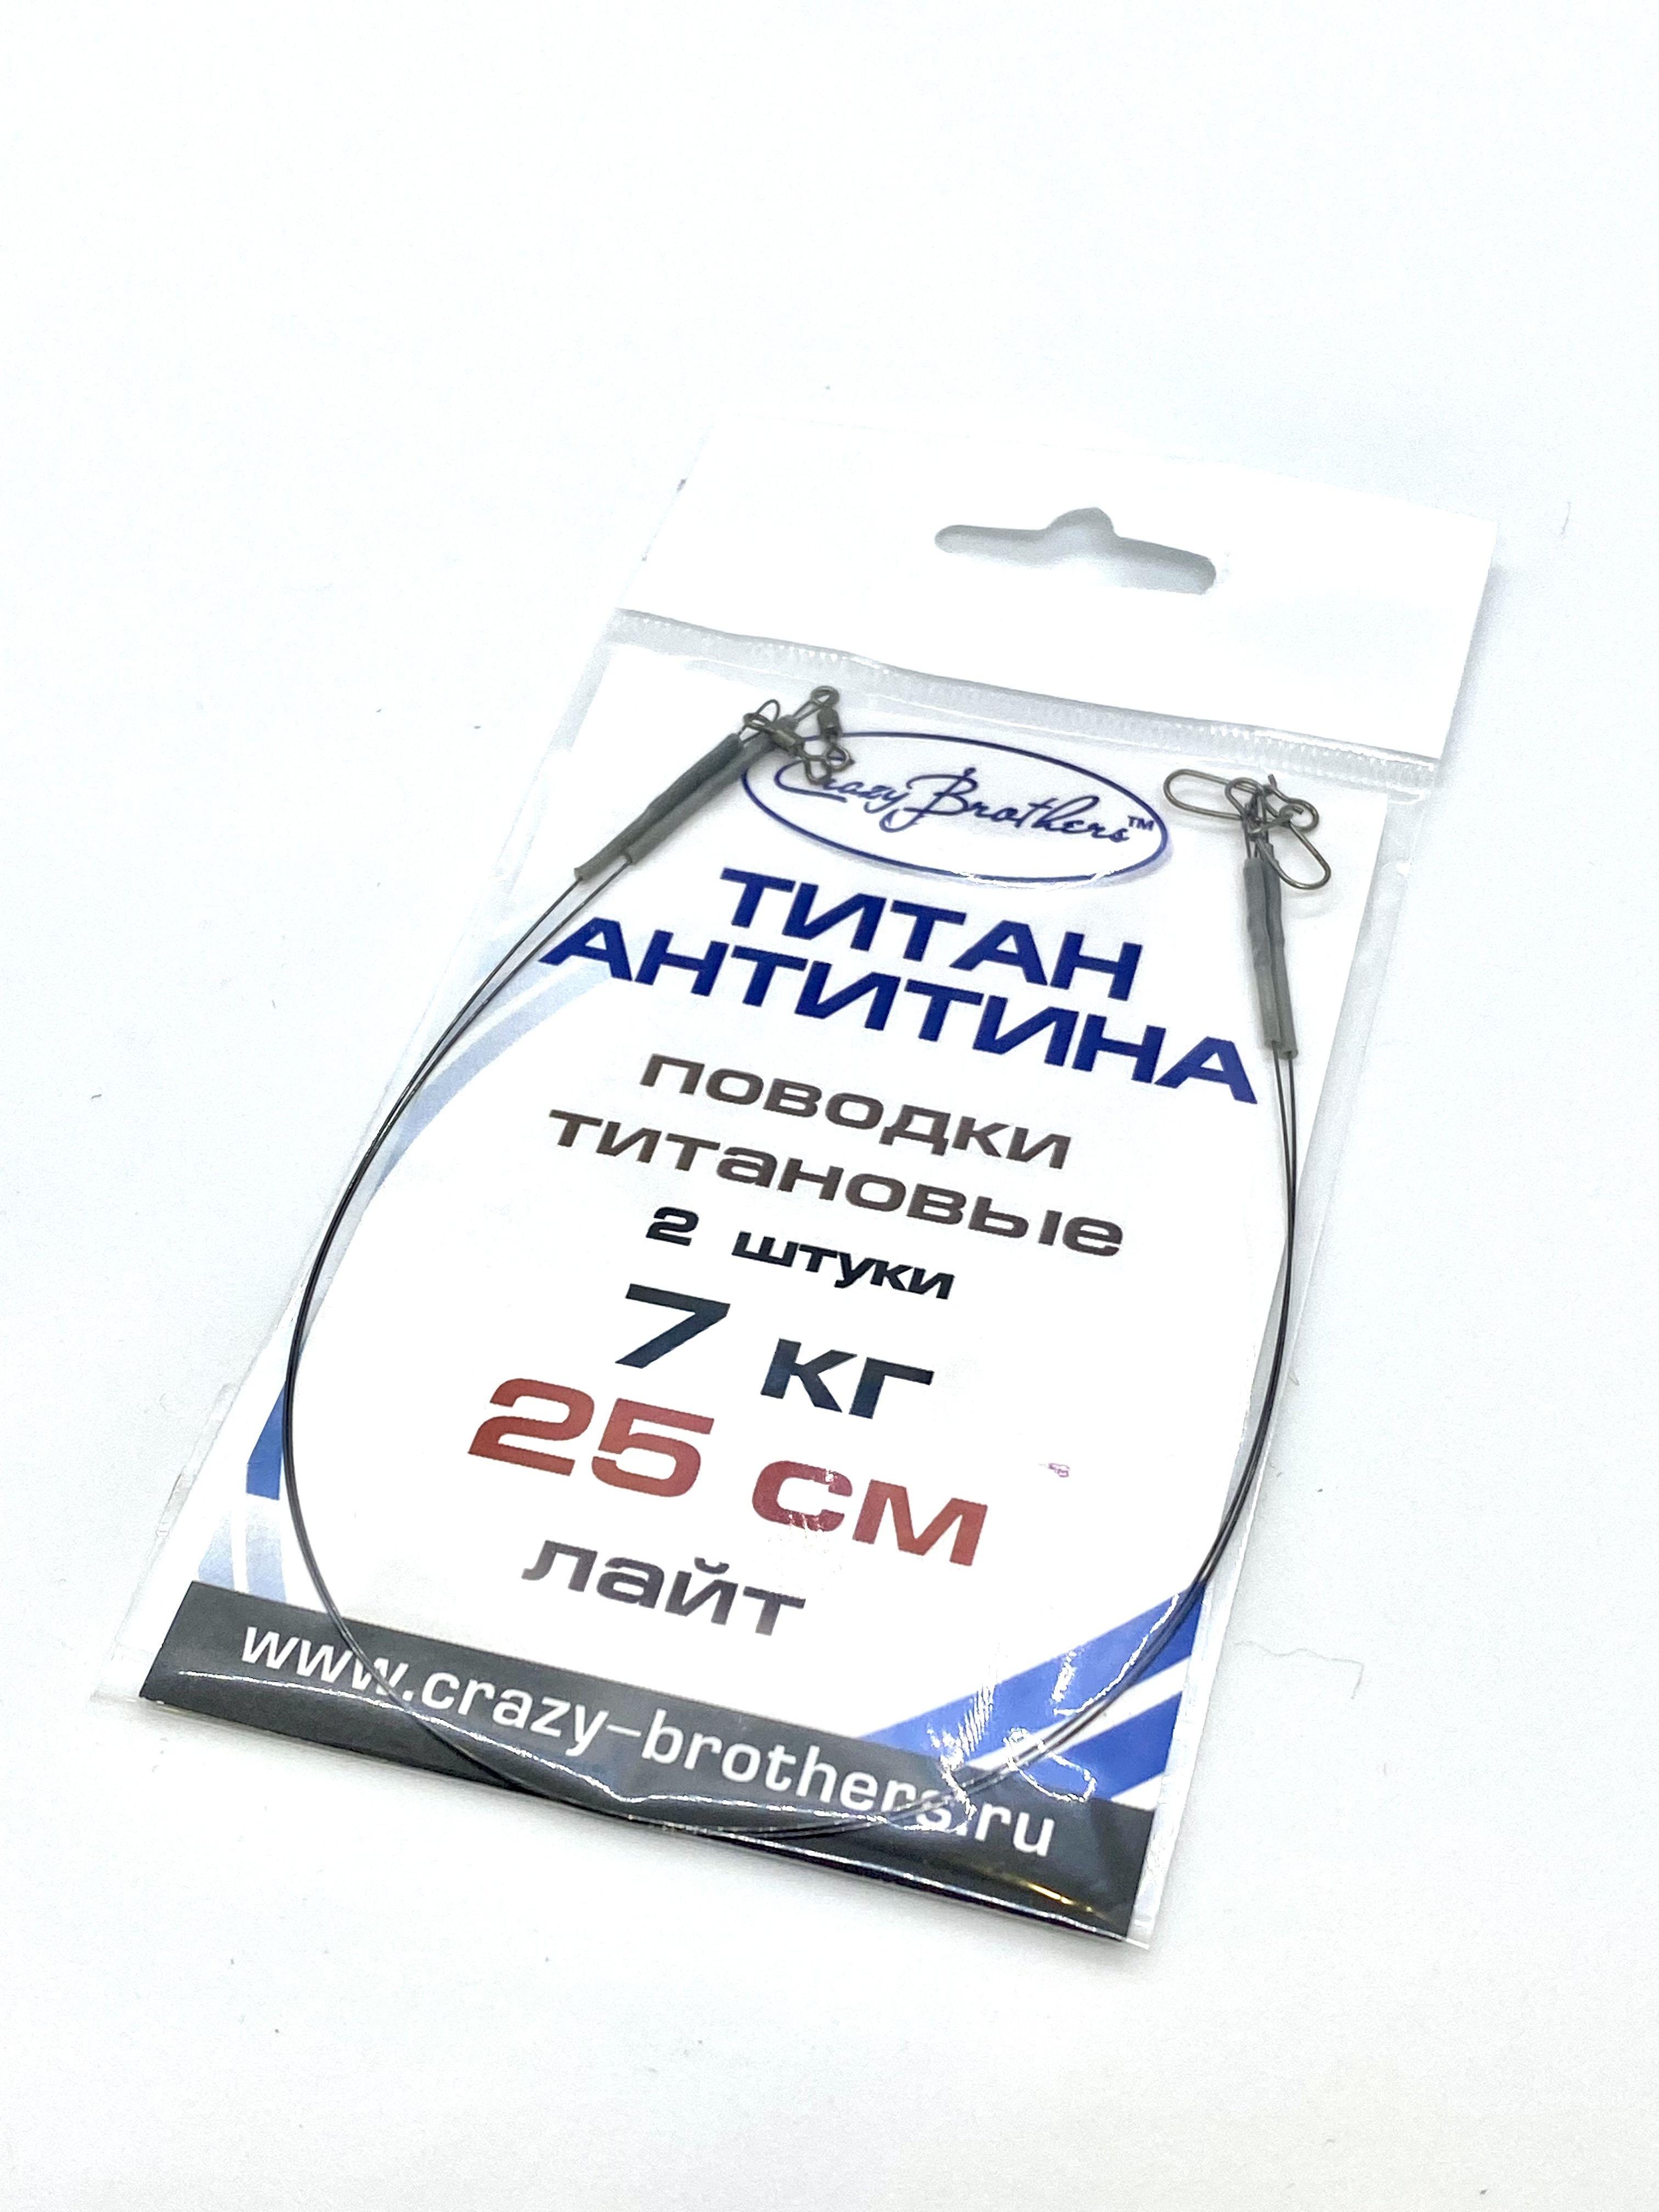 Crazy Brothers™
ТИТАН
АНТИТИНА
поводки
титановые
2 штуки
7 кг
25 см
лайт
www.crazy-brothers.ru